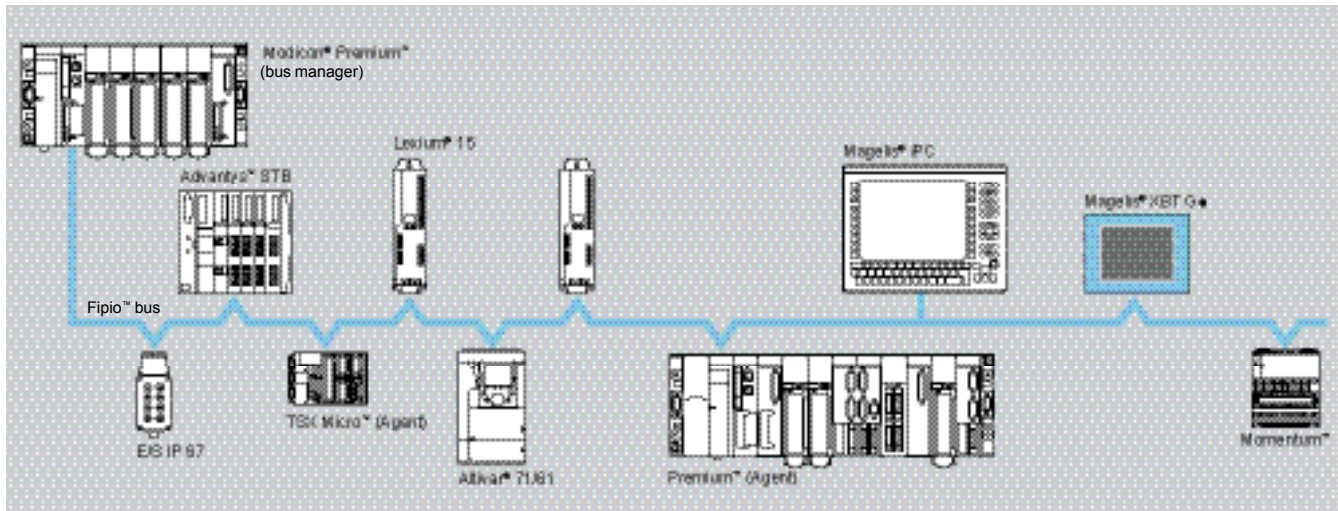 Modicon® Premium™
(bus manager)
Lexium® 15
Magelis® iPC
Advantys™ STB
Magelis® XBT G●
Fipio™ bus
TSX Micro™ (Agent)
E/S IP 67
Altivar® 71/61
Premium™ (Agent)
Momentum™